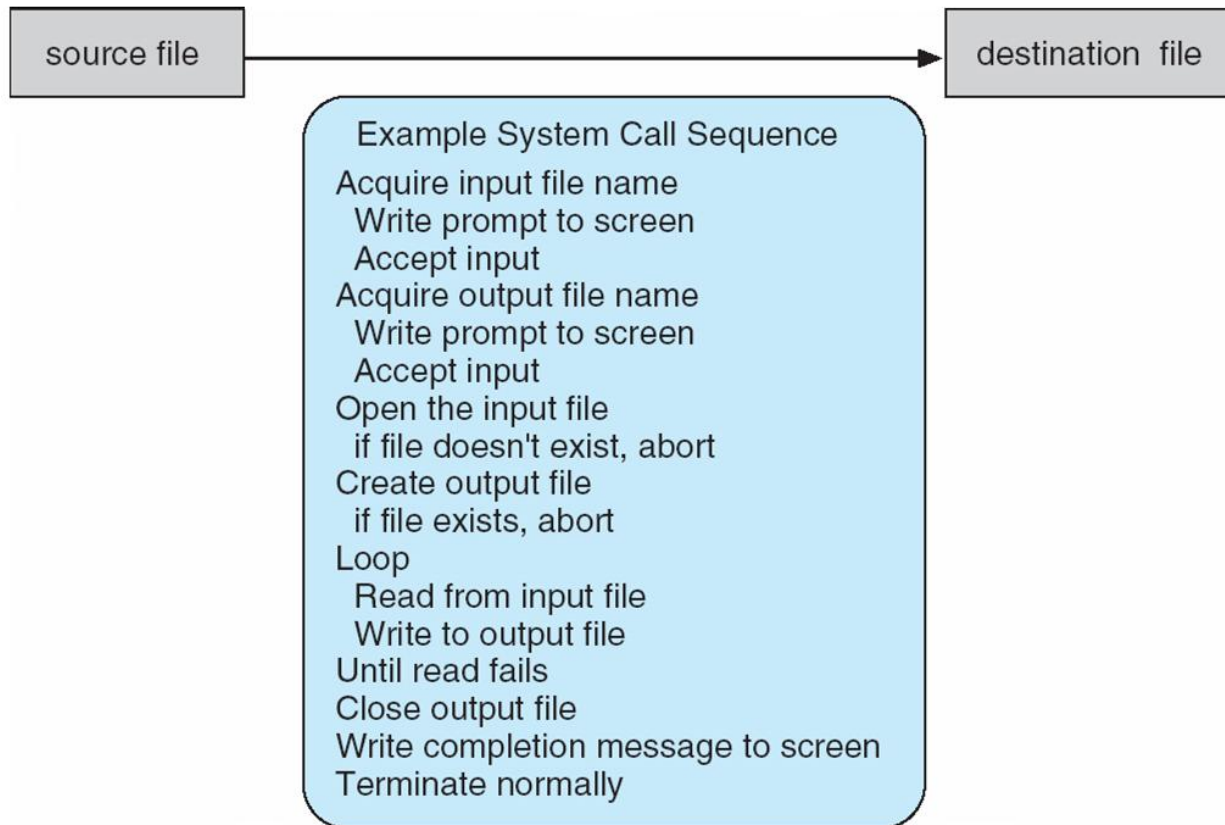 source file
destination file
Example System Call Sequence
Acquire input file name
Write prompt to screen
Accept input
Acquire output file name
Write prompt to screen
Accept input
Open the input file
if file doesn't exist, abort
Create output file
if file exists, abort
Loop
Read from input file
Write to output file
Until read fails
Close output file
Write completion message to screen
Terminate normally